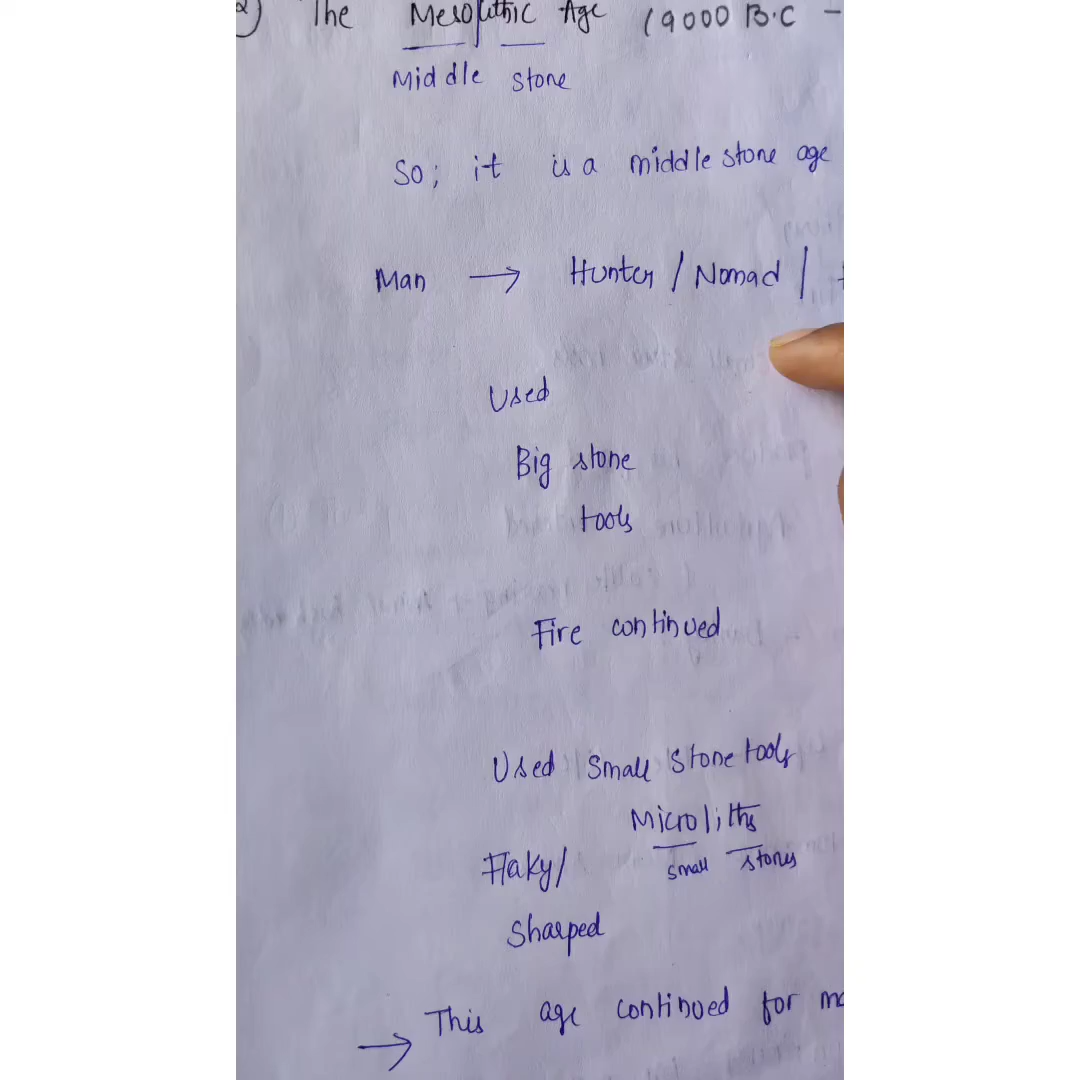 2) The Mesolithic Age (9000 B.C -
Middle stone
So; it is a middle stone age
Man → Hunter / Nomad /
Used
Big stone
tools
Fire continued
Used small stone tools
Microliths
small stones
Flaky/
Sharped
→ This age continued for